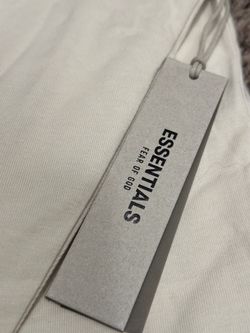 ESSENTIALS
FEAR OF GOD